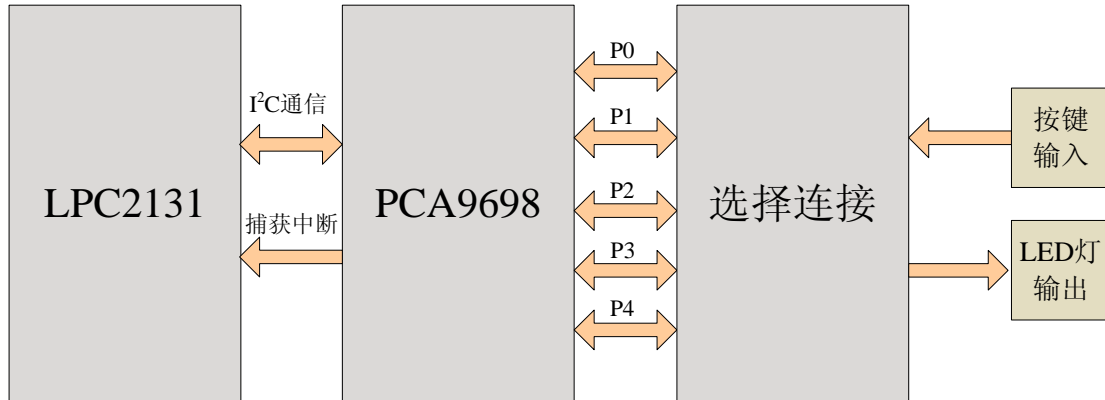 LPC2131
I²C通信
捕获中断
PCA9698
P0
P1
P2
P3
P4
选择连接
按键
输入
LED灯
输出